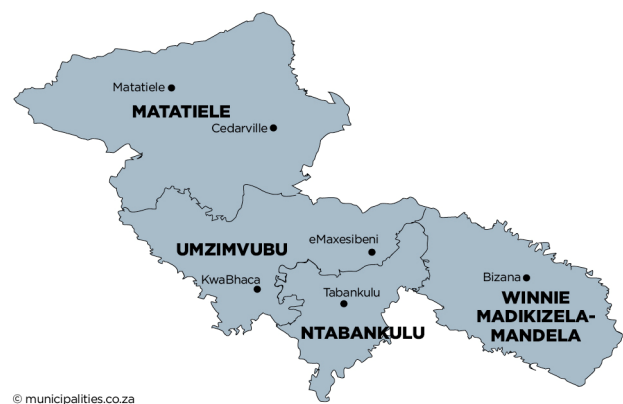 Matatiele
MATATIELE
Cedarville
eMaxesibeni
UMZIMVUBU
KwaBhaca
Tabankulu
NTABANKULU
Bizana
WINNIE
MADIKIZELA-
MANDELA
© municipalities.co.za